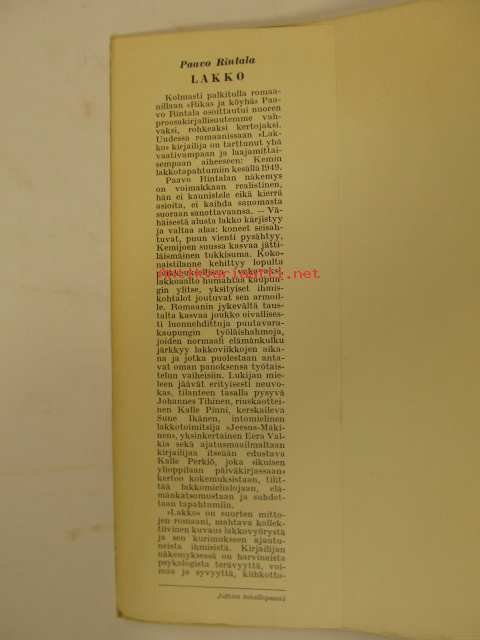 Paavo Rintala
LAKKO
Kolmasti palkitulla romaa-
nillaan »Rikas ja köyhä» Paa-
vo Rintala osoittautui nuoren
proosakirjallisuutemme vah-
vaksi, rohkeaksi kertojaksi.
Uudessa romaanissaan »Lak-
ko» kirjailija on tarttunut yhä
vaativampaan ja laajamittai-
sempaan aiheeseen: Kemin
lakkotapahtumiin kesällä 1949.
Paavo Rintalan näkemys
on voimakkaan realistinen,
hän ei kaunistele eikä kierrä
asioita, ei kaihda sanomasta
suoraan sanottavaansa. — Vä-
häisestä alusta lakko kärjistyy
ja valtaa alaa: koneet seisah-
tuvat, puun vienti pysähtyy,
Kemijoen suussa kasvaa jätti-
läismäinen tukkisuma. Koko-
naistilanne kehittyy lopulta
lakkoaalto humahtaa kaupun-
gin ylitse, yksityiset ihmis-
kohtalot joutuvat sen armoil-
le. Romaanin jykevältä taus-
talta kasvaa joukko oivallises-
ti luonnehdittuja puutavara-
kaupungin työläishahmoja,
joiden normaali elämänkulku
järkkyy lakkoviikkojen aika-
na ja jotka puolestaan anta-
vat oman panoksensa työtais-
telun vaiheisiin. Lukijan mie-
leen jäävät erityisesti neuvo-
kas, tilanteen tasalla pysyvä
Johannes Tihinen, riuskaottei-
nen Kalle Pinni, kerskaileva
Sune Ikänen, intomielinen
lakkotoimitsija »Jeesus-Mäki-
nen», yksinkertainen Eera Val-
kia sekä ajatusmaailmaltaan
kirjailijaa itseään edustava
Kalle Perkiö, joka »ikuisen
ylioppilaan päiväkirjassaan»
kertoo kokemuksistaan, tilit-
tää lakkomielialojaan, elä-
mänkatsomustaan ja suhdet-
taan tapahtumiin.
»Lakko» on suurten mitto-
jen romaani, mahtava kollek-
tiivinen kuvaus lakkovyörystä
ja sen kurimukseen ajautu-
neista ihmisistä. Kirjailijan
näkemyksessä on harvinaista
psykologista terävyyttä, voi-
maa ja syvyyttä, kiihkotto-
Jatkuu takaliepeessä